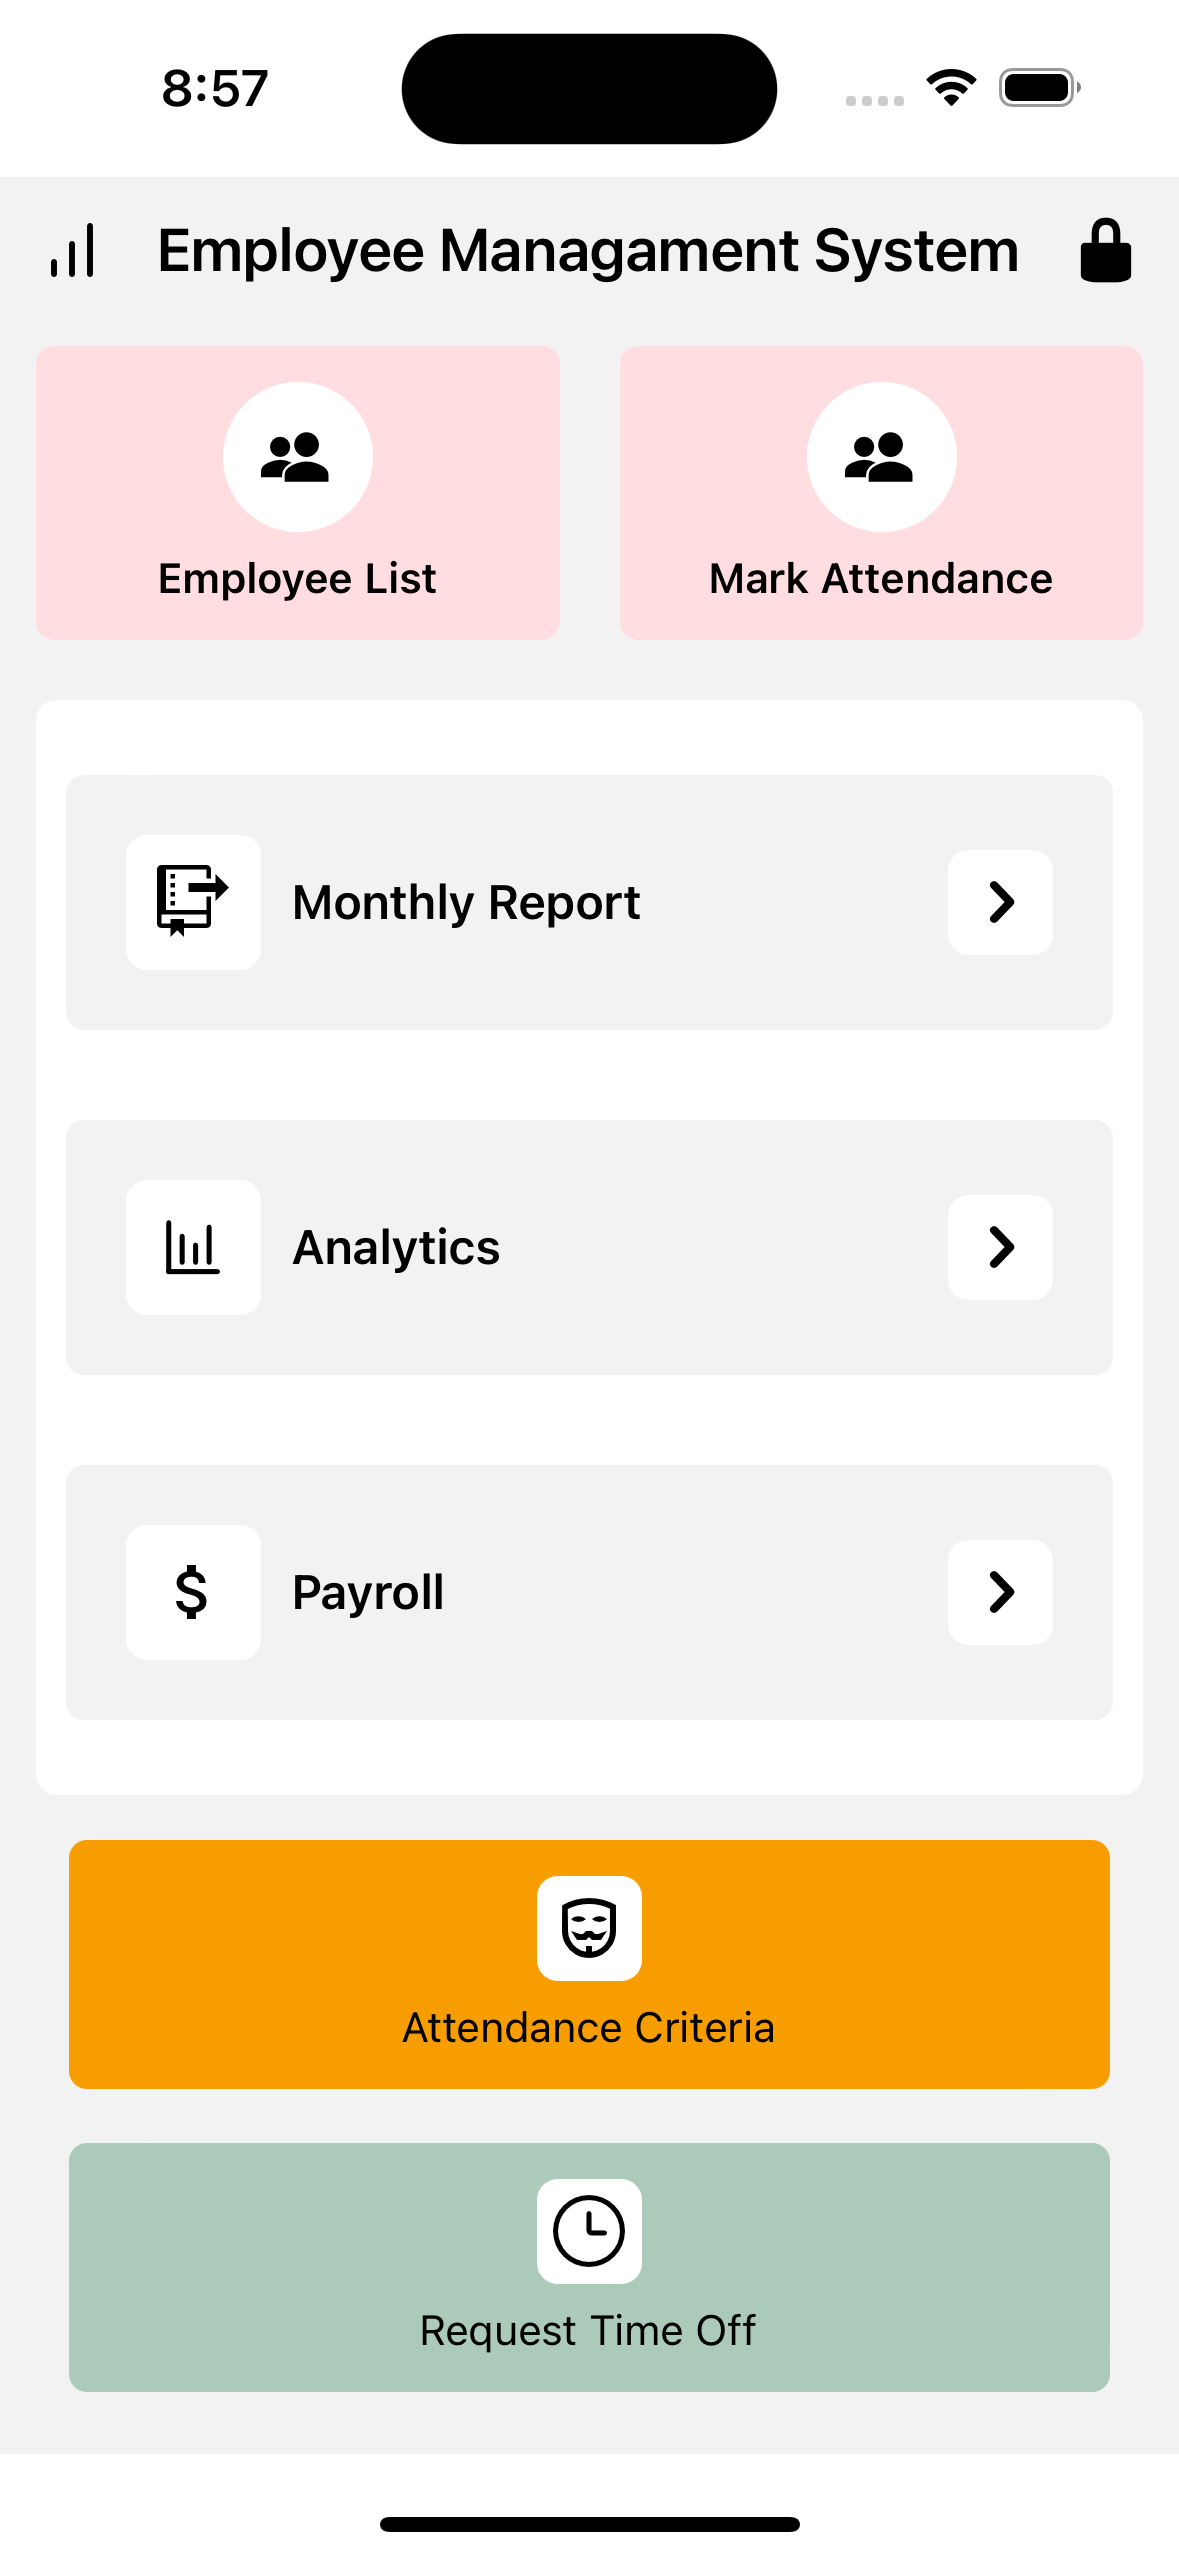 8:57
Employee Managament System
Employee List
Mark Attendance
Monthly Report
Analytics
Payroll
Attendance Criteria
Request Time Off